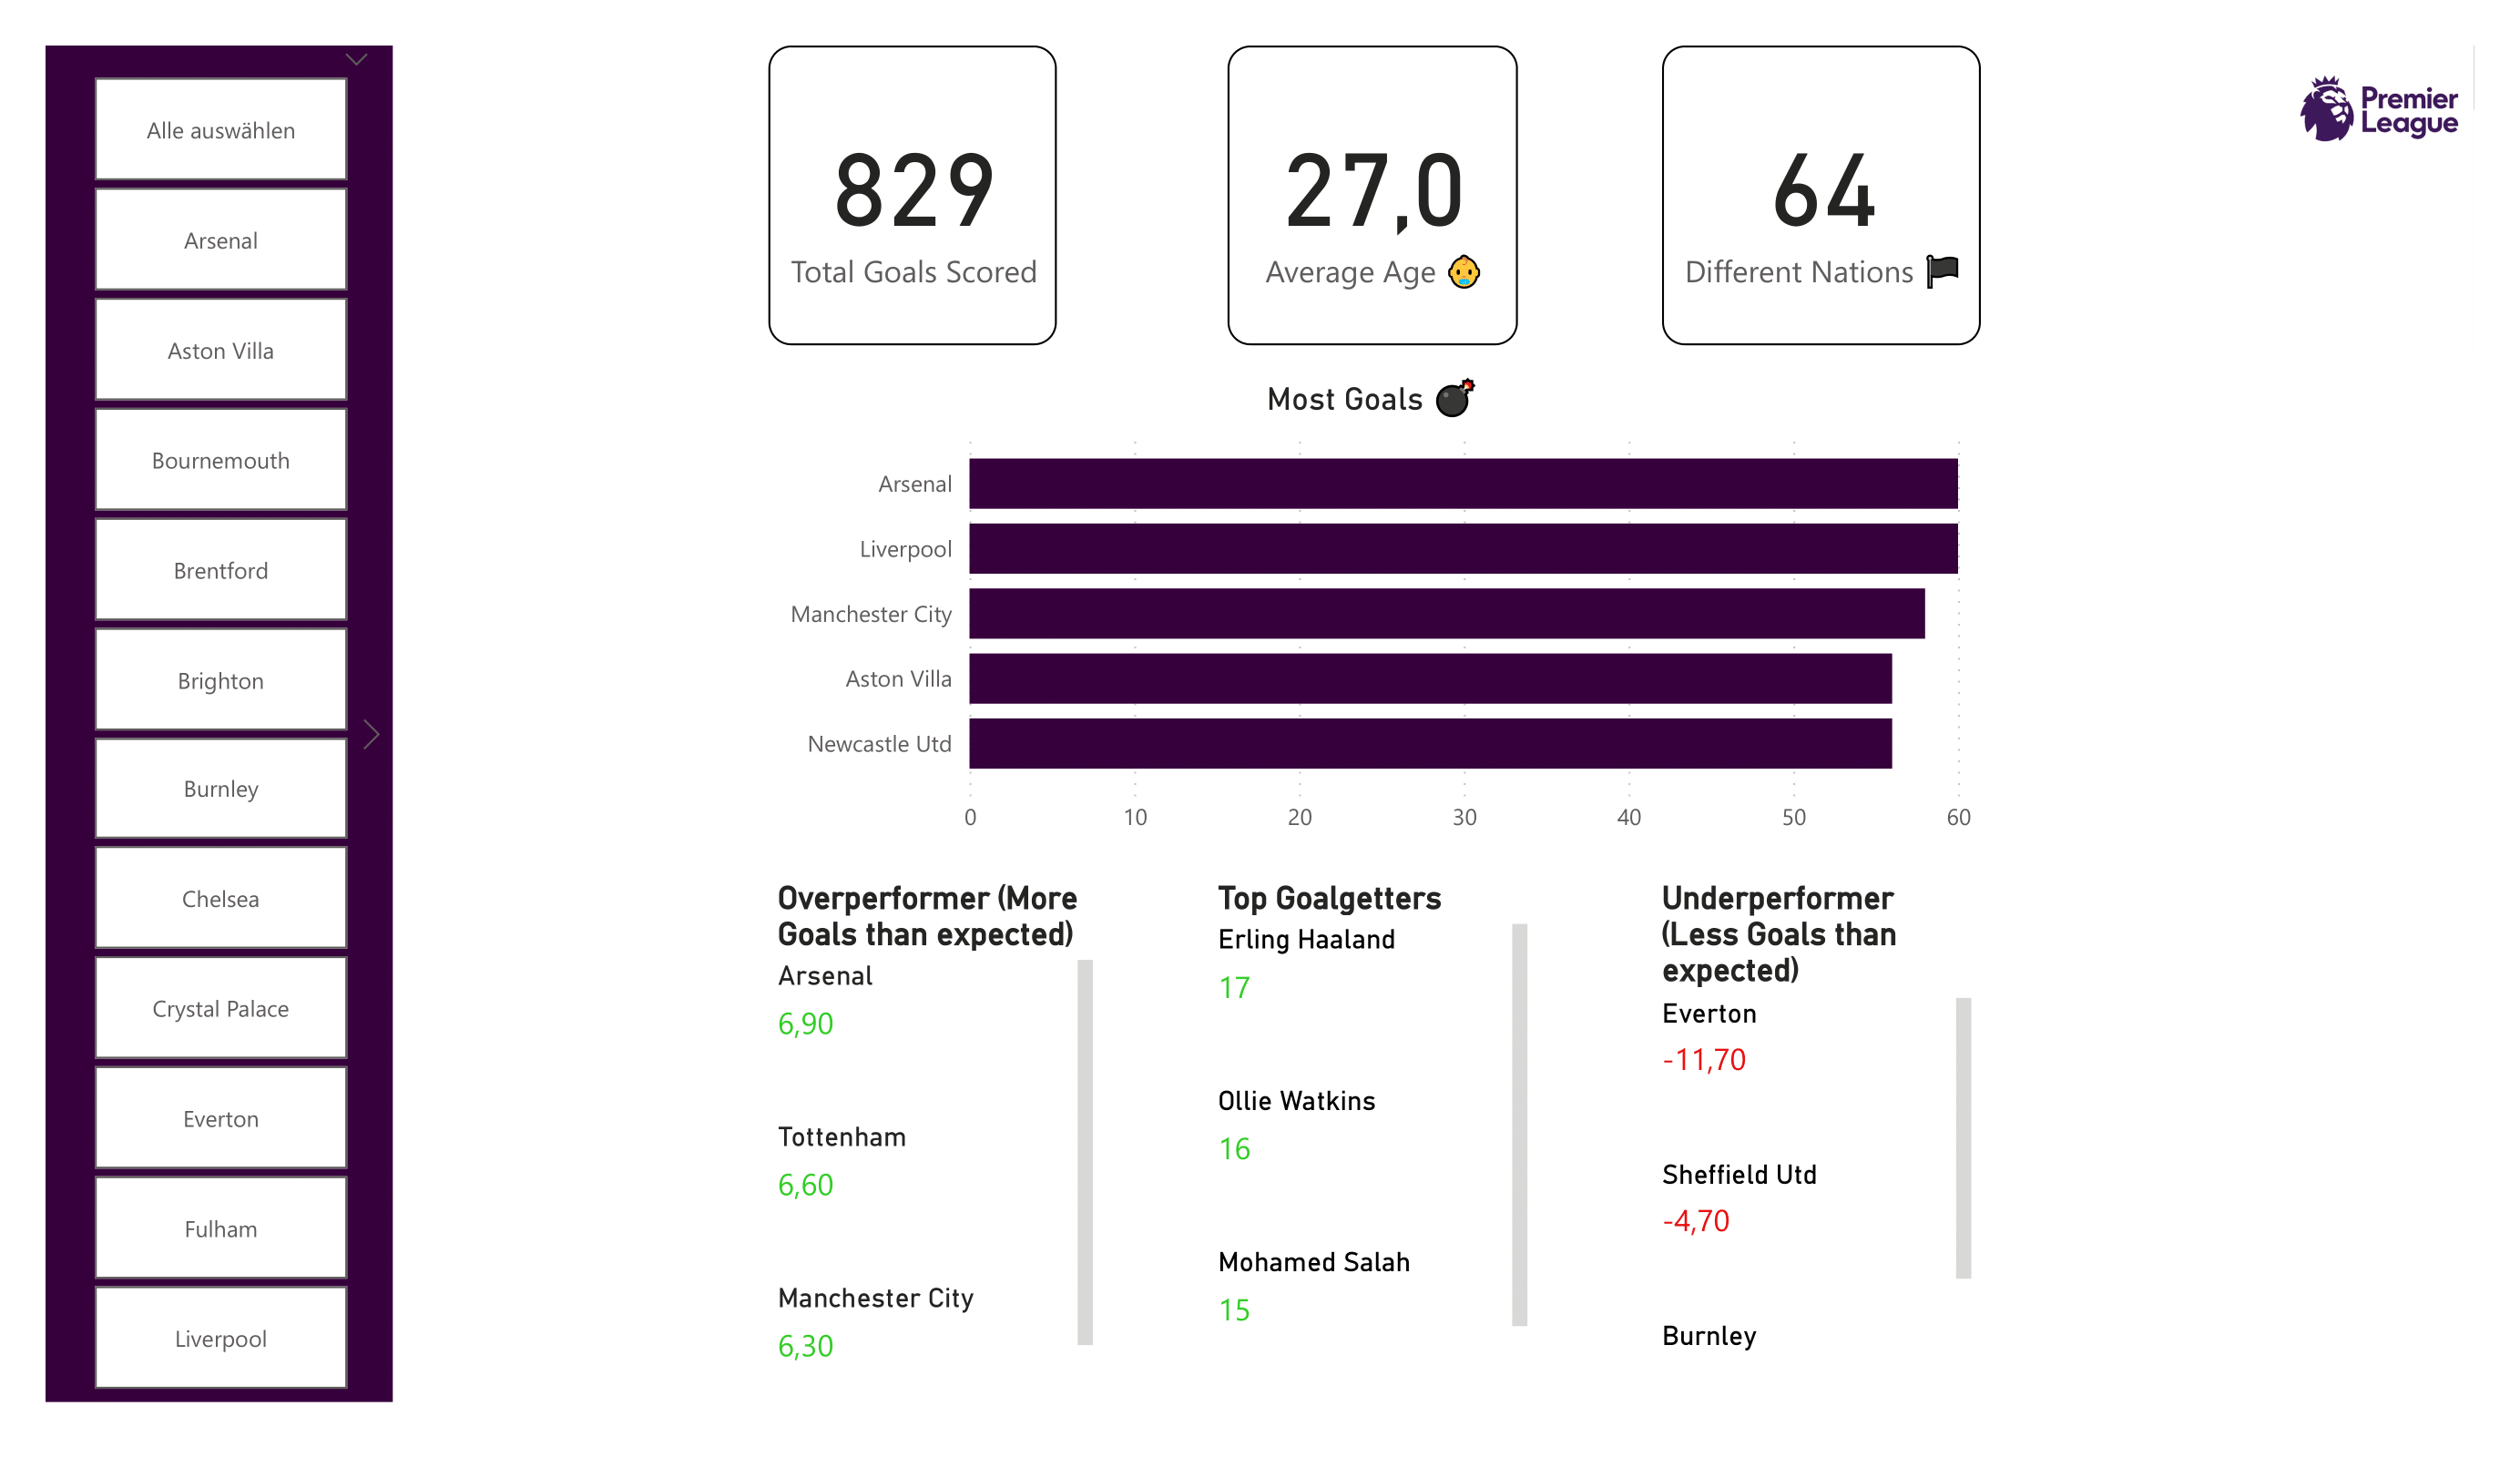 Alle auswählen
Arsenal
Aston Villa
Bournemouth
Brentford
Brighton
Burnley
Chelsea
Crystal Palace
Everton
Fulham
Liverpool
829
Total Goals Scored
27,0
Average Age
64
Different Nations
Premier
League
Most Goals
Arsenal
Liverpool
Manchester City
Aston Villa
Newcastle Utd
0 10 20 30 40 50 60
Overperformer (More
Goals than expected)
Arsenal
6,90
Tottenham
6,60
Manchester City
6,30
Top Goalgetters
Erling Haaland
17
Ollie Watkins
16
Mohamed Salah
15
Underperformer
(Less Goals than
expected)
Everton
-11,70
Sheffield Utd
-4,70
Burnley